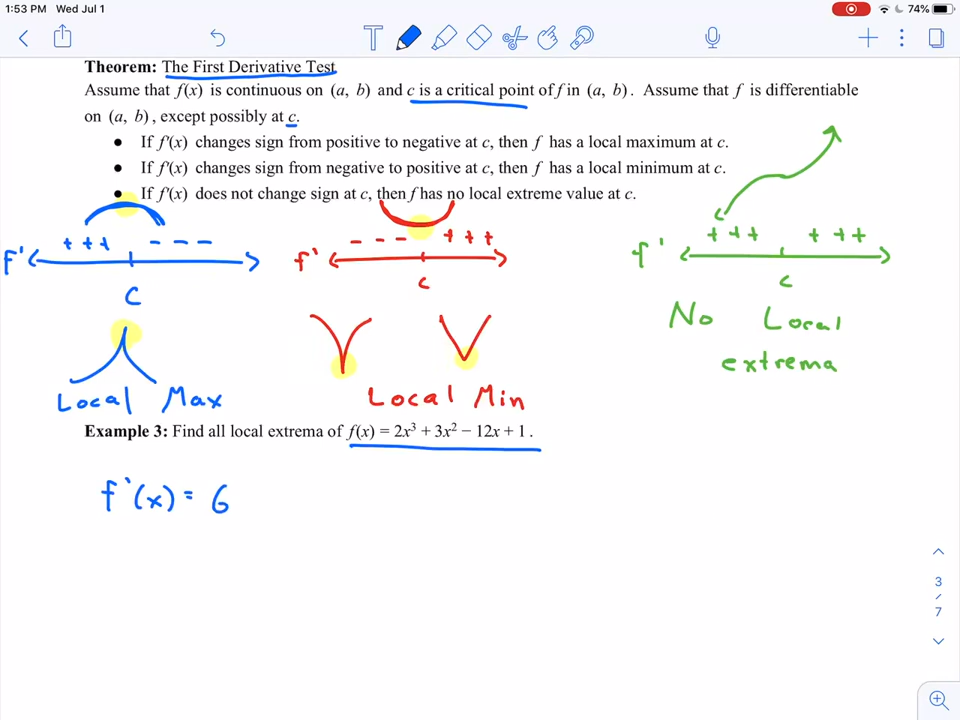 1:53 PM Wed Jul 1 74%
T
Theorem: The First Derivative Test
Assume that f(x) is continuous on (a, b) and c is a critical point of f in (a, b). Assume that f is differentiable
on (a, b), except possibly at c.
• If f'(x) changes sign from positive to negative at c, then f has a local maximum at c.
• If f'(x) changes sign from negative to positive at c, then f has a local minimum at c.
• If f'(x) does not change sign at c, then f has no local extreme value at c.
f' + + + - - -
c
Local Max
f' - - - + + +
c
Local Min
f' + + + + + +
c
No Local
extrema
Example 3: Find all local extrema of f(x) = 2x³ + 3x² − 12x + 1.
f'(x) = 6
3
/
7